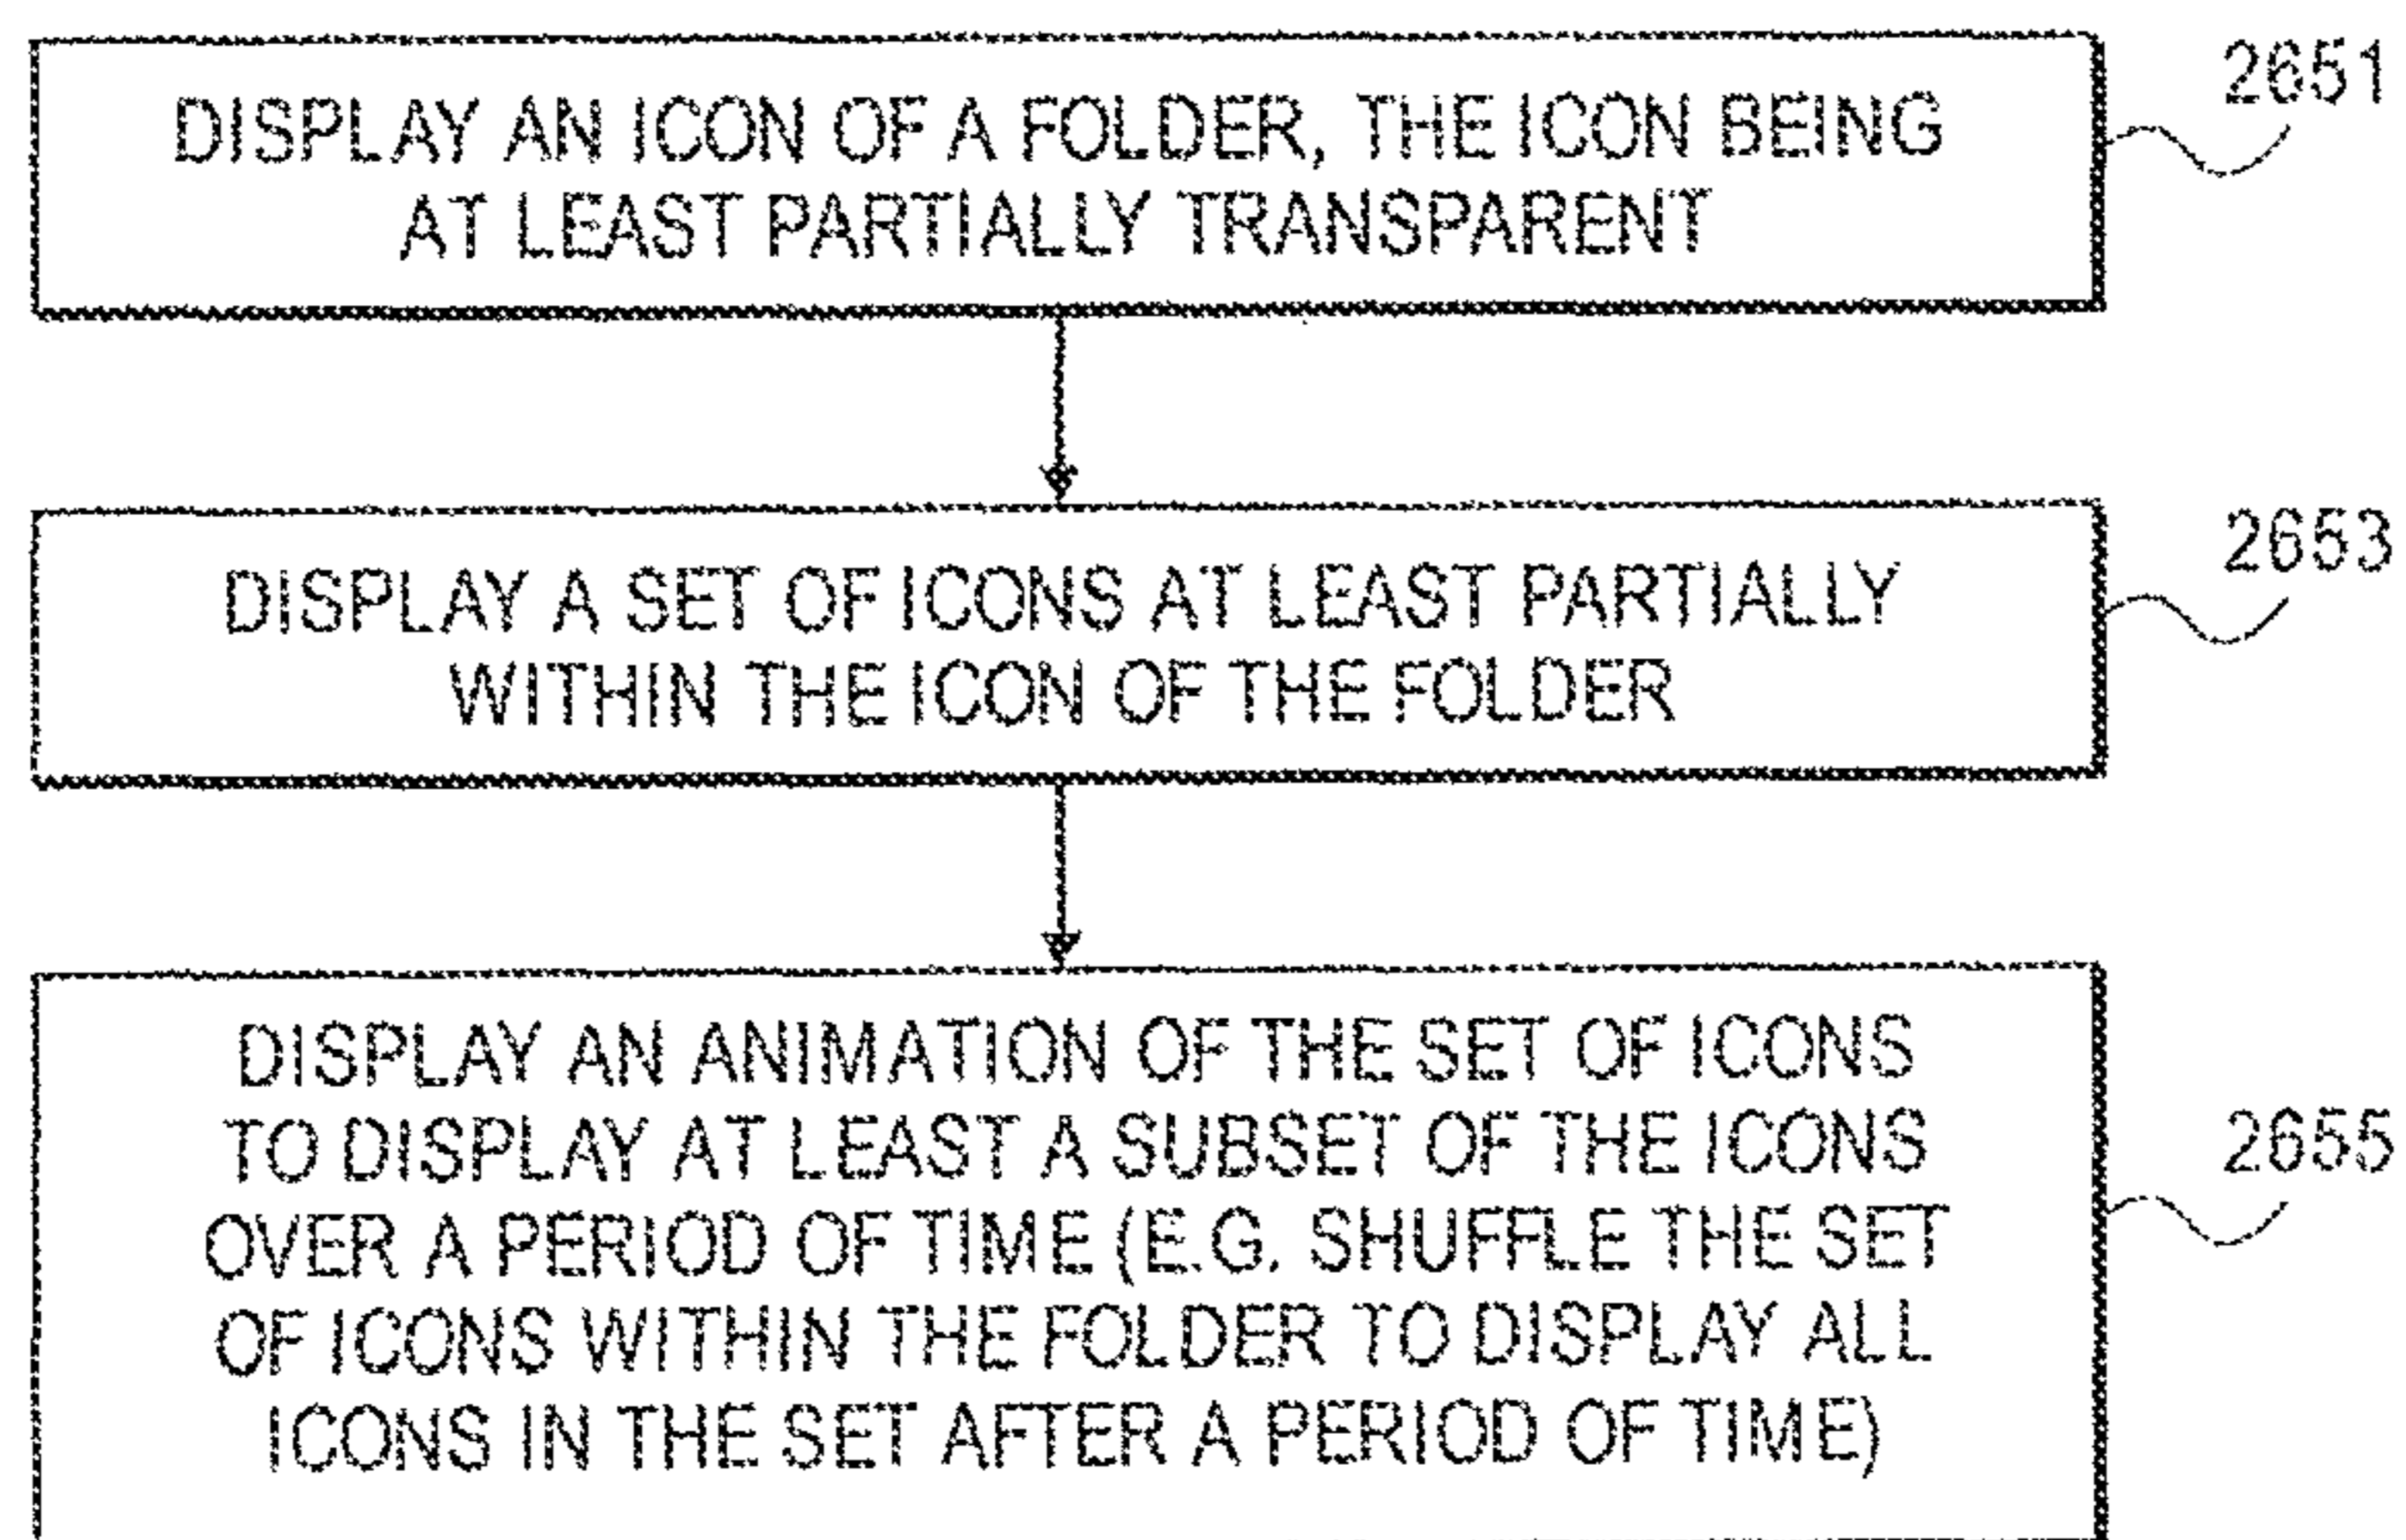 DISPLAY AN ICON OF A FOLDER, THE ICON BEING
AT LEAST PARTIALLY TRANSPARENT
2651
DISPLAY A SET OF ICONS AT LEAST PARTIALLY
WITHIN THE ICON OF THE FOLDER
2653
DISPLAY AN ANIMATION OF THE SET OF ICONS
TO DISPLAY AT LEAST A SUBSET OF THE ICONS
OVER A PERIOD OF TIME (E.G. SHUFFLE THE SET
OF ICONS WITHIN THE FOLDER TO DISPLAY ALL
ICONS IN THE SET AFTER A PERIOD OF TIME)
2655